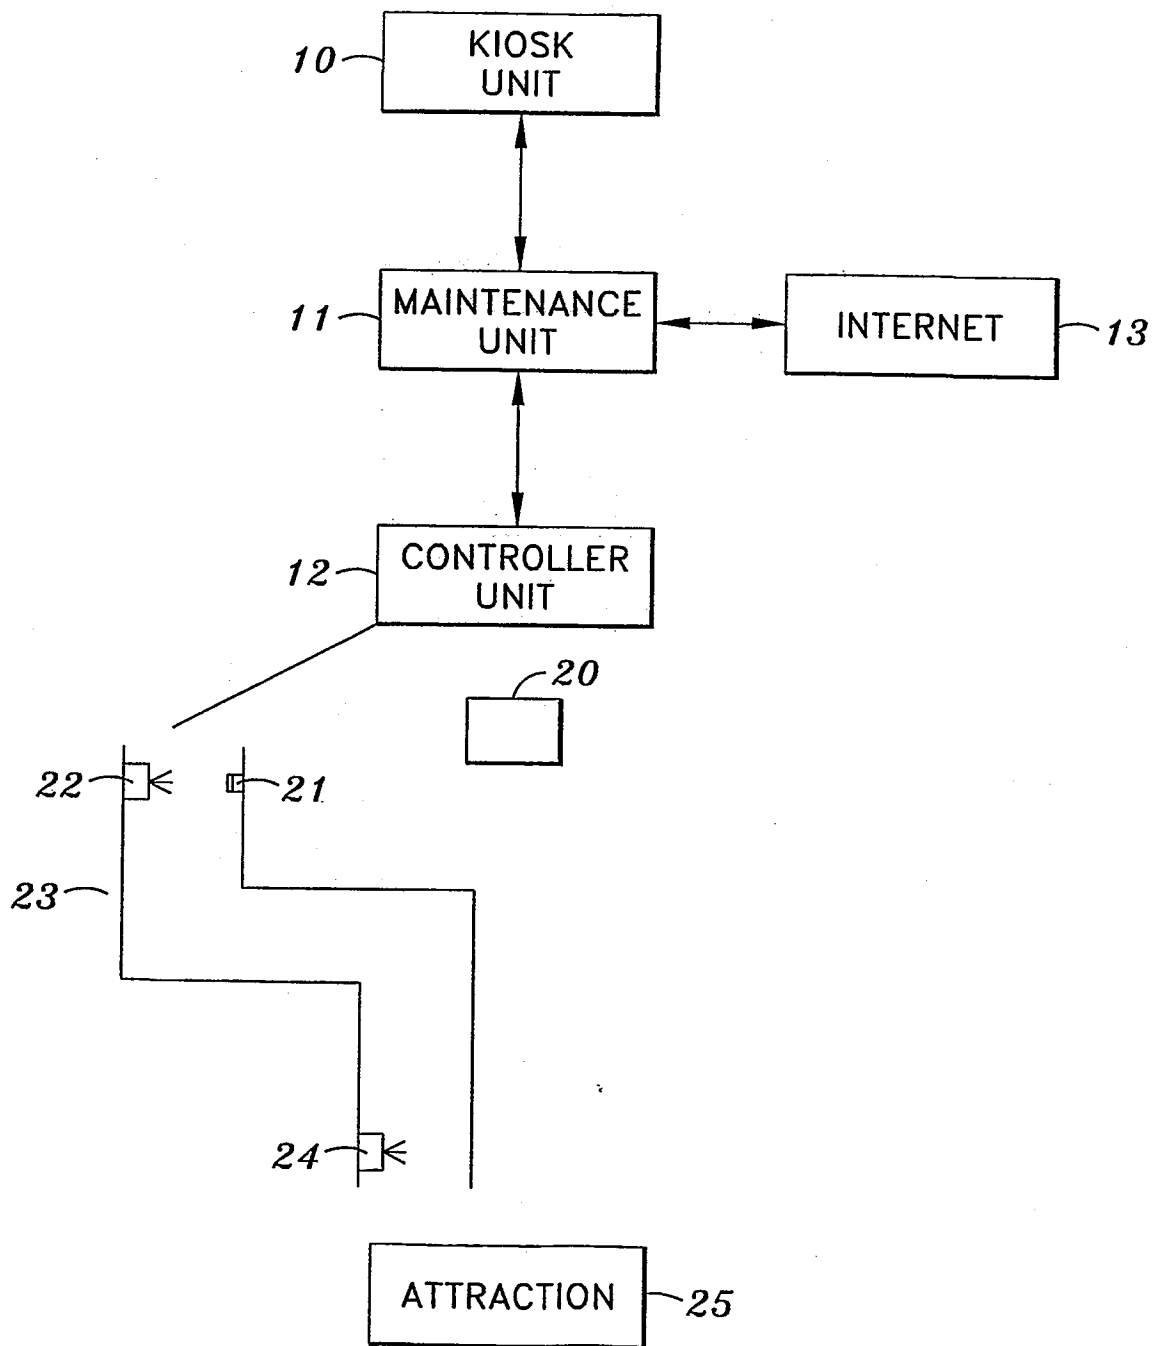 10 KIOSK
UNIT
11 MAINTENANCE
UNIT
INTERNET 13
12 CONTROLLER
UNIT
20
22
21
23
24
ATTRACTION 25